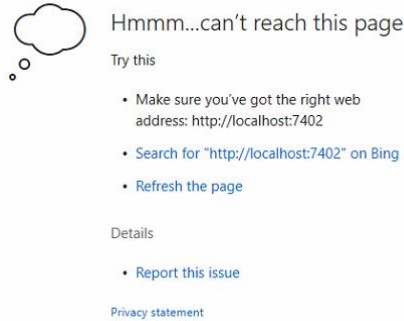 Hmmm...can't reach this page
Try this
• Make sure you've got the right web
address: http://localhost:7402
• Search for "http://localhost:7402" on Bing
• Refresh the page
Details
• Report this issue
Privacy statement